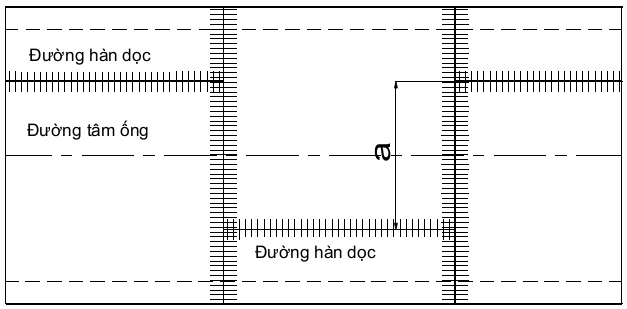 Đường hàn dọc
Đường tâm ống
a
Đường hàn dọc